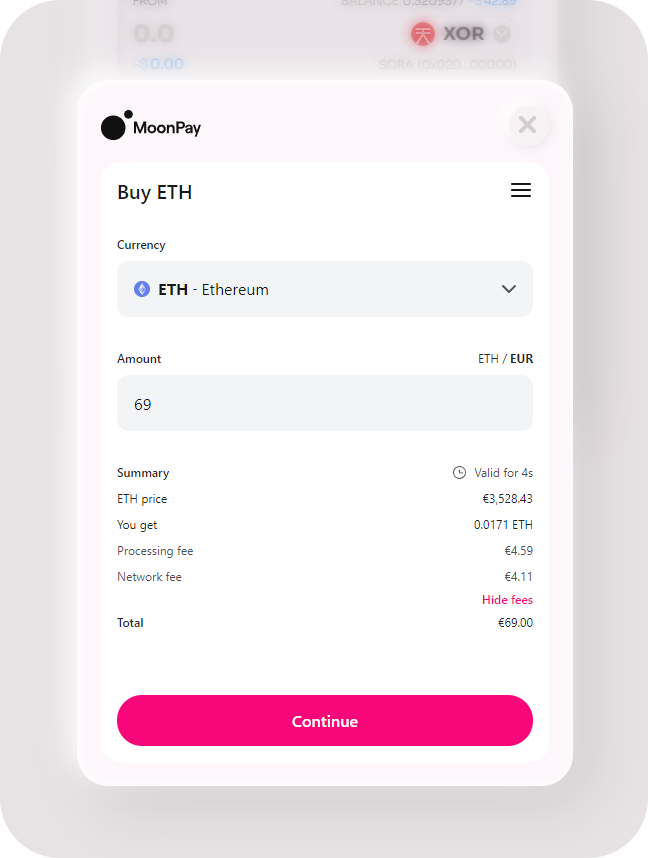 FROM
BALANCE 0.3209377 ~$ 42.89
0.0
XOR
~$0.00
SORA (0x020...00000)
MoonPay
Buy ETH
Currency
ETH - Ethereum
Amount ETH / EUR
69
Summary Valid for 4s
ETH price €3,528.43
You get 0.0171 ETH
Processing fee €4.59
Network fee €4.11
Hide fees
Total €69.00
Continue